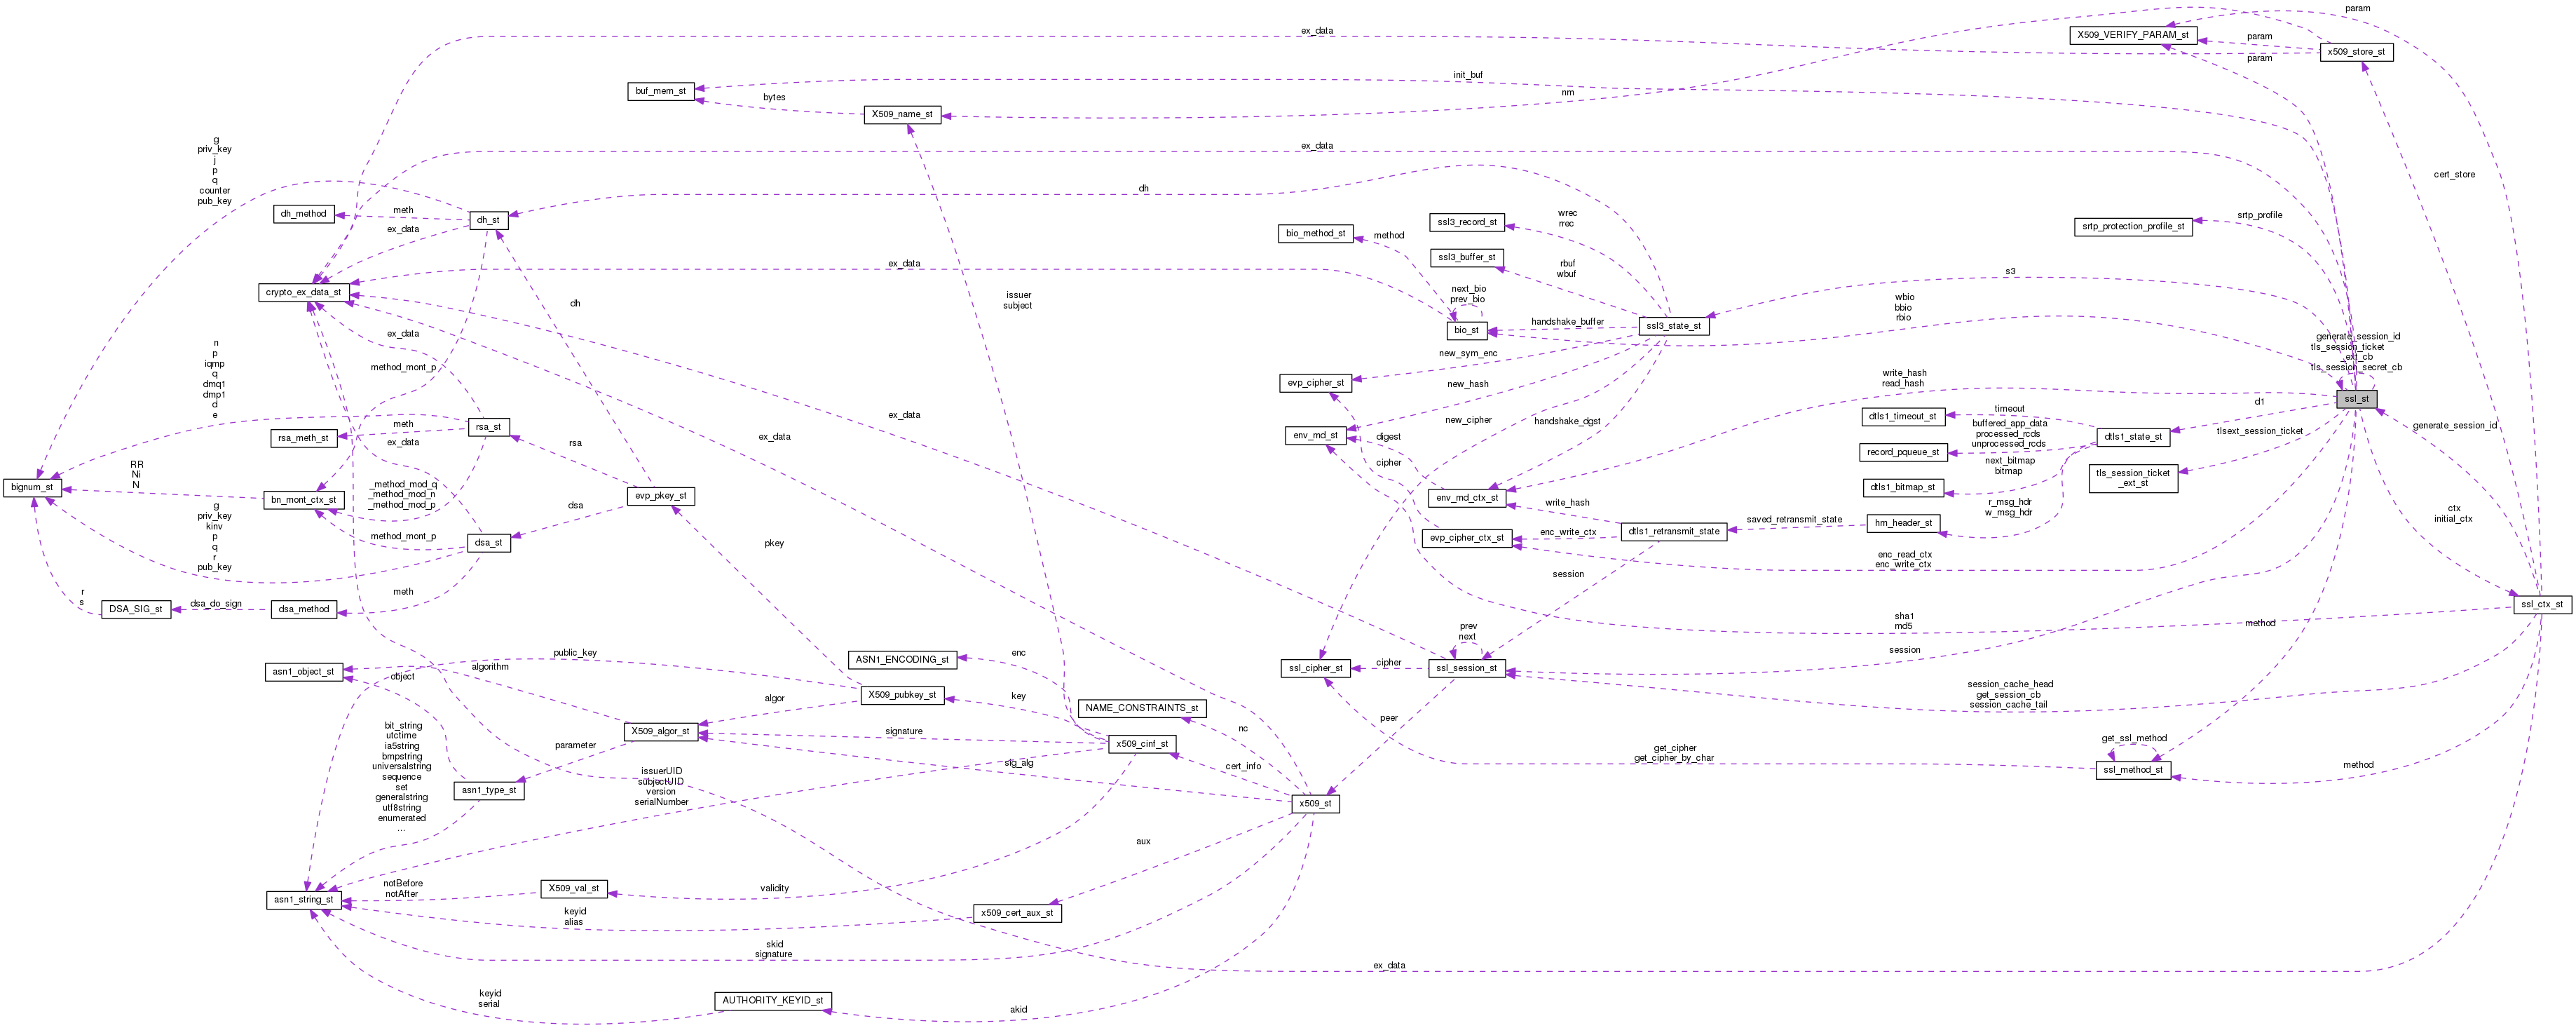 param
ex_data
X509_VERIFY_PARAM_st
param
x509_store_st
param
init_buf
buf_mem_st
bytes
nm
X509_name_st
g
priv_key
j
p
q
counter
pub_key
ex_data
cert_store
dh
dh_method
meth
dh_st
ex_data
wrec
rrec
ssl3_record_st
srtp_profile
srtp_protection_profile_st
bio_method_st
method
ssl3_buffer_st
rbuf
wbuf
ex_data
s3
crypto_ex_data_st
next_bio
prev_bio
issuer
subject
dh
wbio
bbio
rbio
bio_st
handshake_buffer
ssl3_state_st
ex_data
generate_session_id
tls_session_ticket
_ext_cb
tls_session_secret_cb
n
p
iqmp
q
dmq1
dmp1
d
e
method_mont_p
new_sym_enc
evp_cipher_st
write_hash
read_hash
new_hash
ssl_st
d1
timeout
dtls1_timeout_st
ex_data
meth
rsa_meth_st
rsa_st
ex_data
rsa
new_cipher
handshake_dgst
buffered_app_data
processed_rcds
unprocessed_rcds
generate_session_id
tlsext_session_ticket
env_md_st
digest
dtls1_state_st
record_pqueue_st
ex_data
RR
Ni
N
cipher
next_bitmap
bitmap
tls_session_ticket
_ext_st
bignum_st
_method_mod_q
_method_mod_n
_method_mod_p
bn_mont_ctx_st
evp_pkey_st
env_md_ctx_st
dtls1_bitmap_st
g
priv_key
kinv
p
q
r
pub_key
dsa
write_hash
r_msg_hdr
w_msg_hdr
ctx
initial_ctx
saved_retransmit_state
hm_header_st
method_mont_p
dsa_st
pkey
evp_cipher_ctx_st
enc_write_ctx
dtls1_retransmit_state
enc_read_ctx
enc_write_ctx
session
r
s
meth
DSA_SIG_st
dsa_do_sign
dsa_method
ssl_ctx_st
sha1
md5
method
prev
next
public_key
enc
ASN1_ENCODING_st
session
asn1_object_st
algorithm
object
ssl_cipher_st
cipher
ssl_session_st
algor
X509_pubkey_st
key
session_cache_head
get_session_cb
session_cache_tail
NAME_CONSTRAINTS_st
peer
nc
bit_string
utctime
ia5string
bmpstring
universalstring
sequence
set
generalstring
utf8string
enumerated
...
X509_algor_st
signature
x509_cinf_st
get_ssl_method
parameter
get_cipher
get_cipher_by_char
sig_alg
cert_info
issuerUID
subjectUID
version
serialNumber
ssl_method_st
method
asn1_type_st
x509_st
aux
notBefore
notAfter
X509_val_st
validity
asn1_string_st
keyid
alias
x509_cert_aux_st
skid
signature
ex_data
keyid
serial
AUTHORITY_KEYID_st
akid